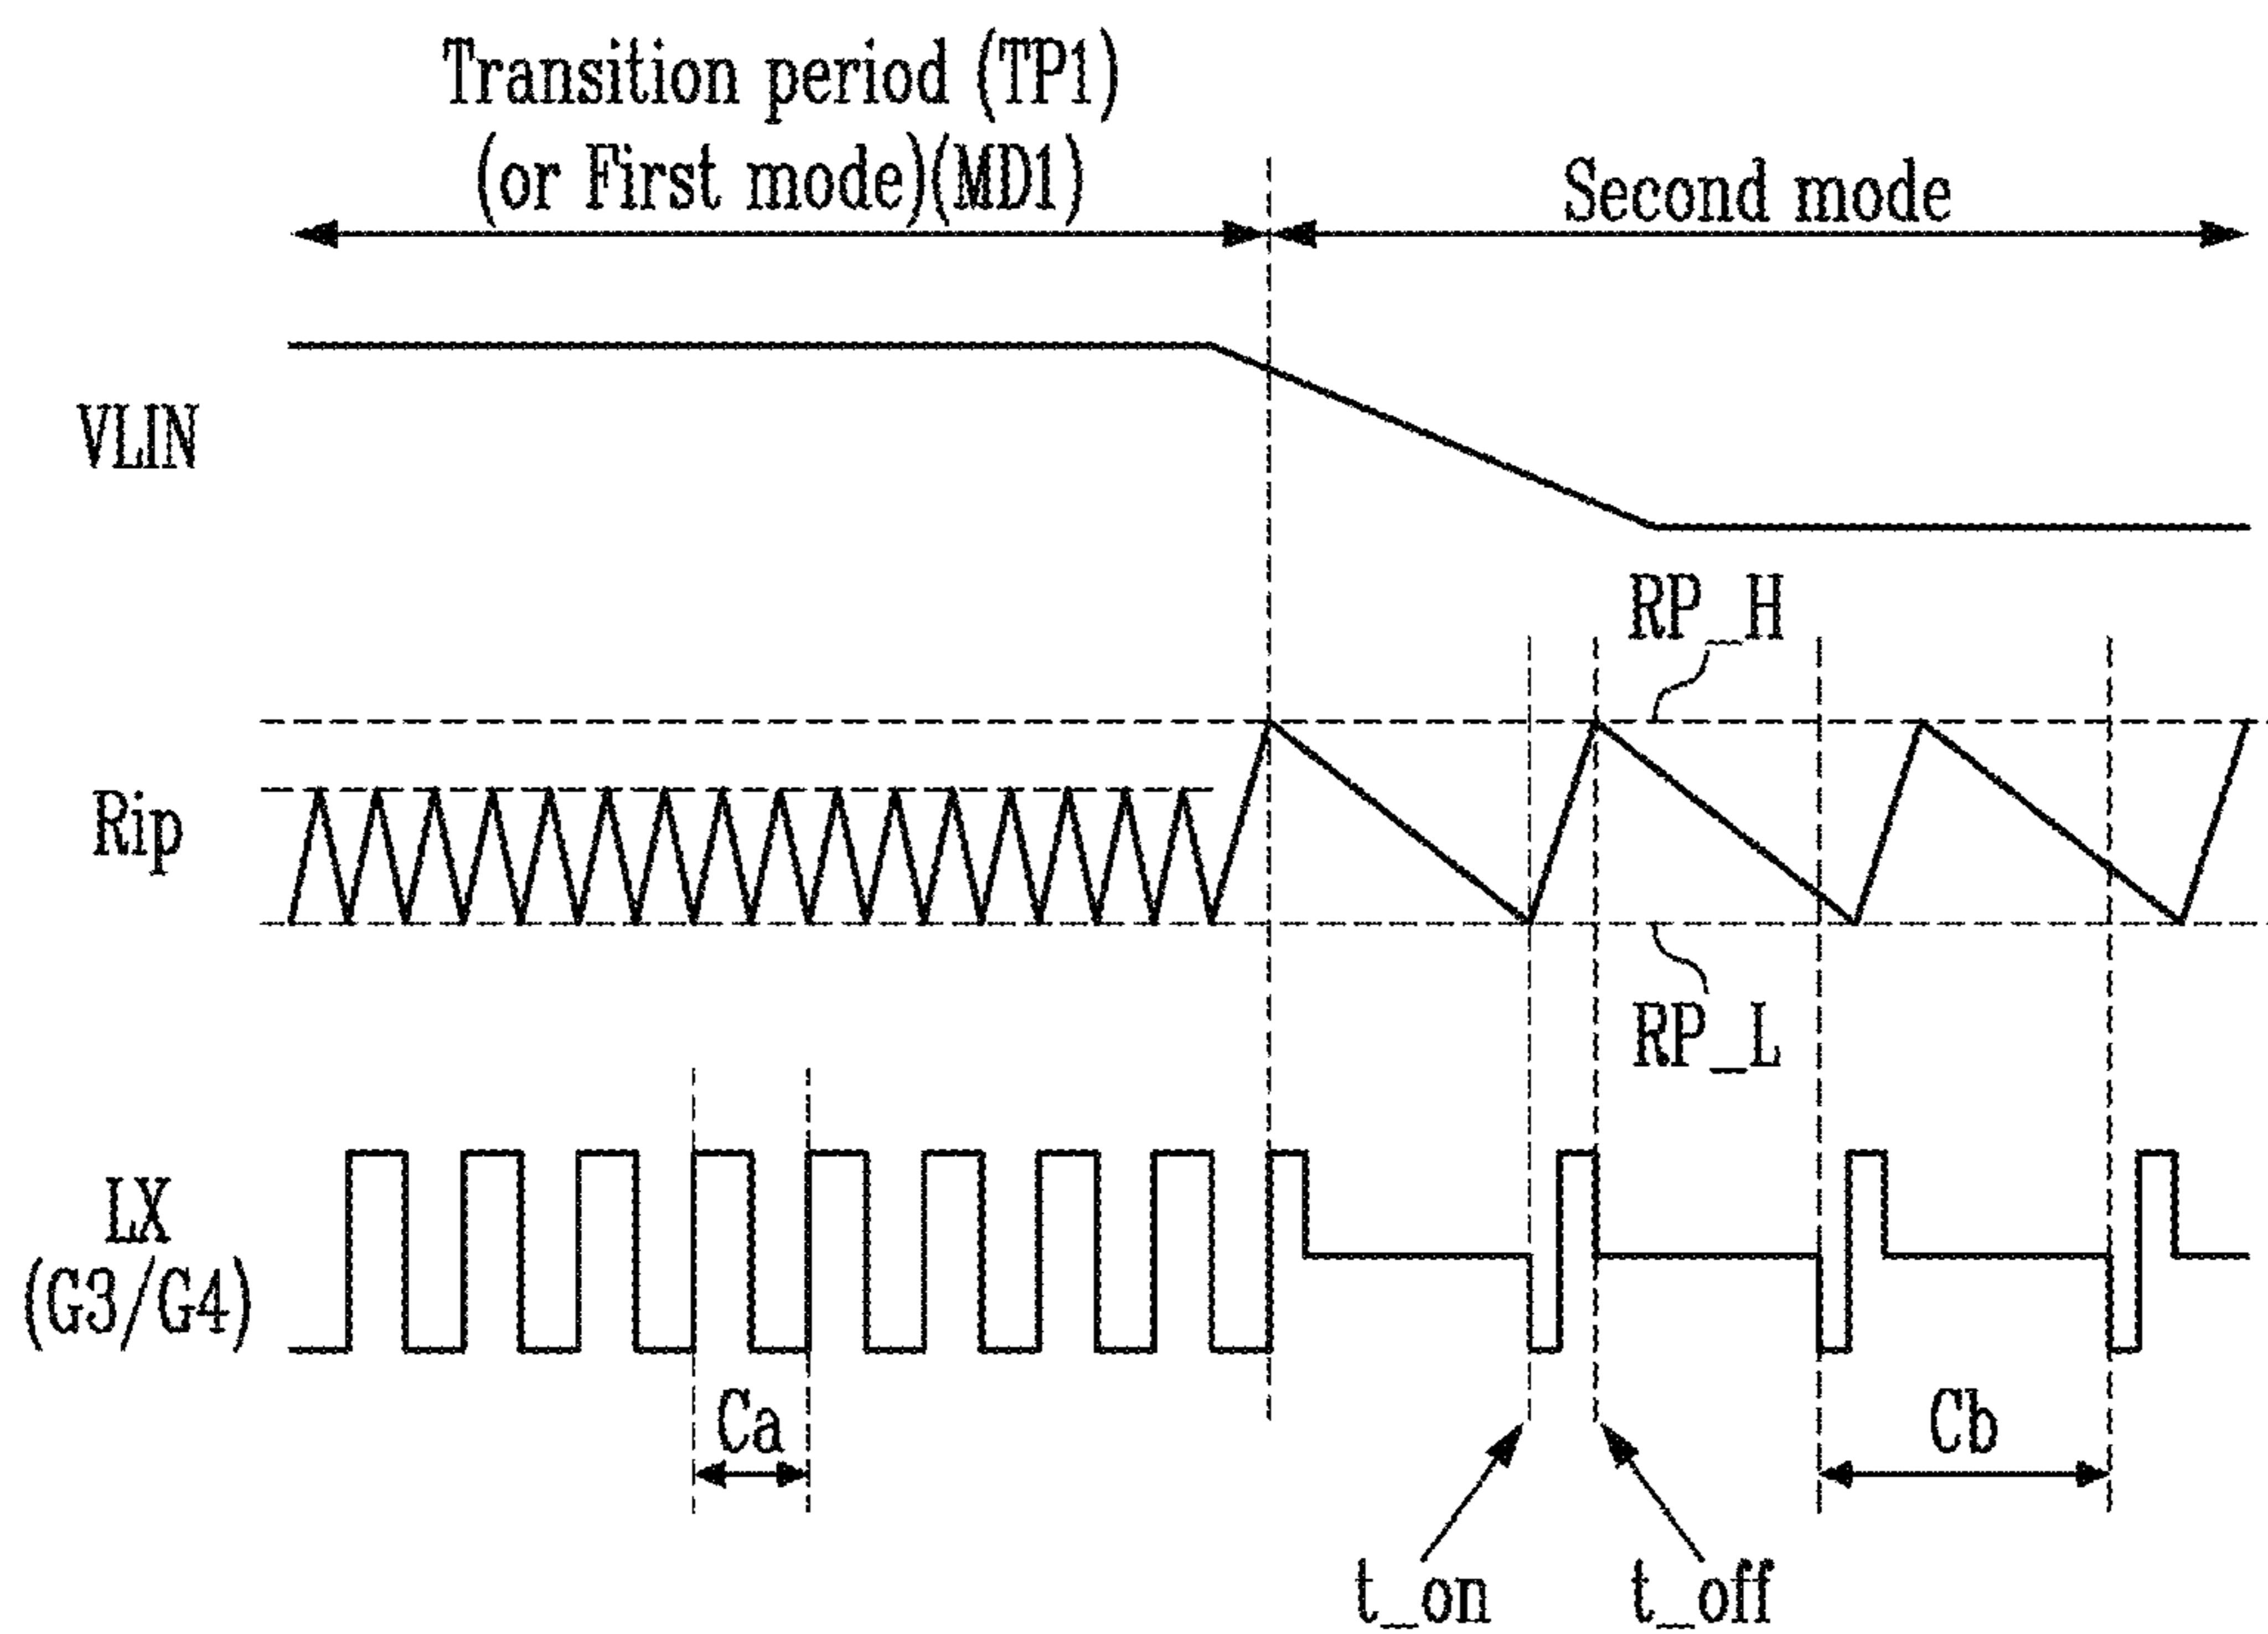 Transition period (TP1)
(or First mode)(MD1)
Second mode
VLIN
RP_H
Rip
RP_L
LX
(G3/G4)
Ca
Cb
t_on
t_off